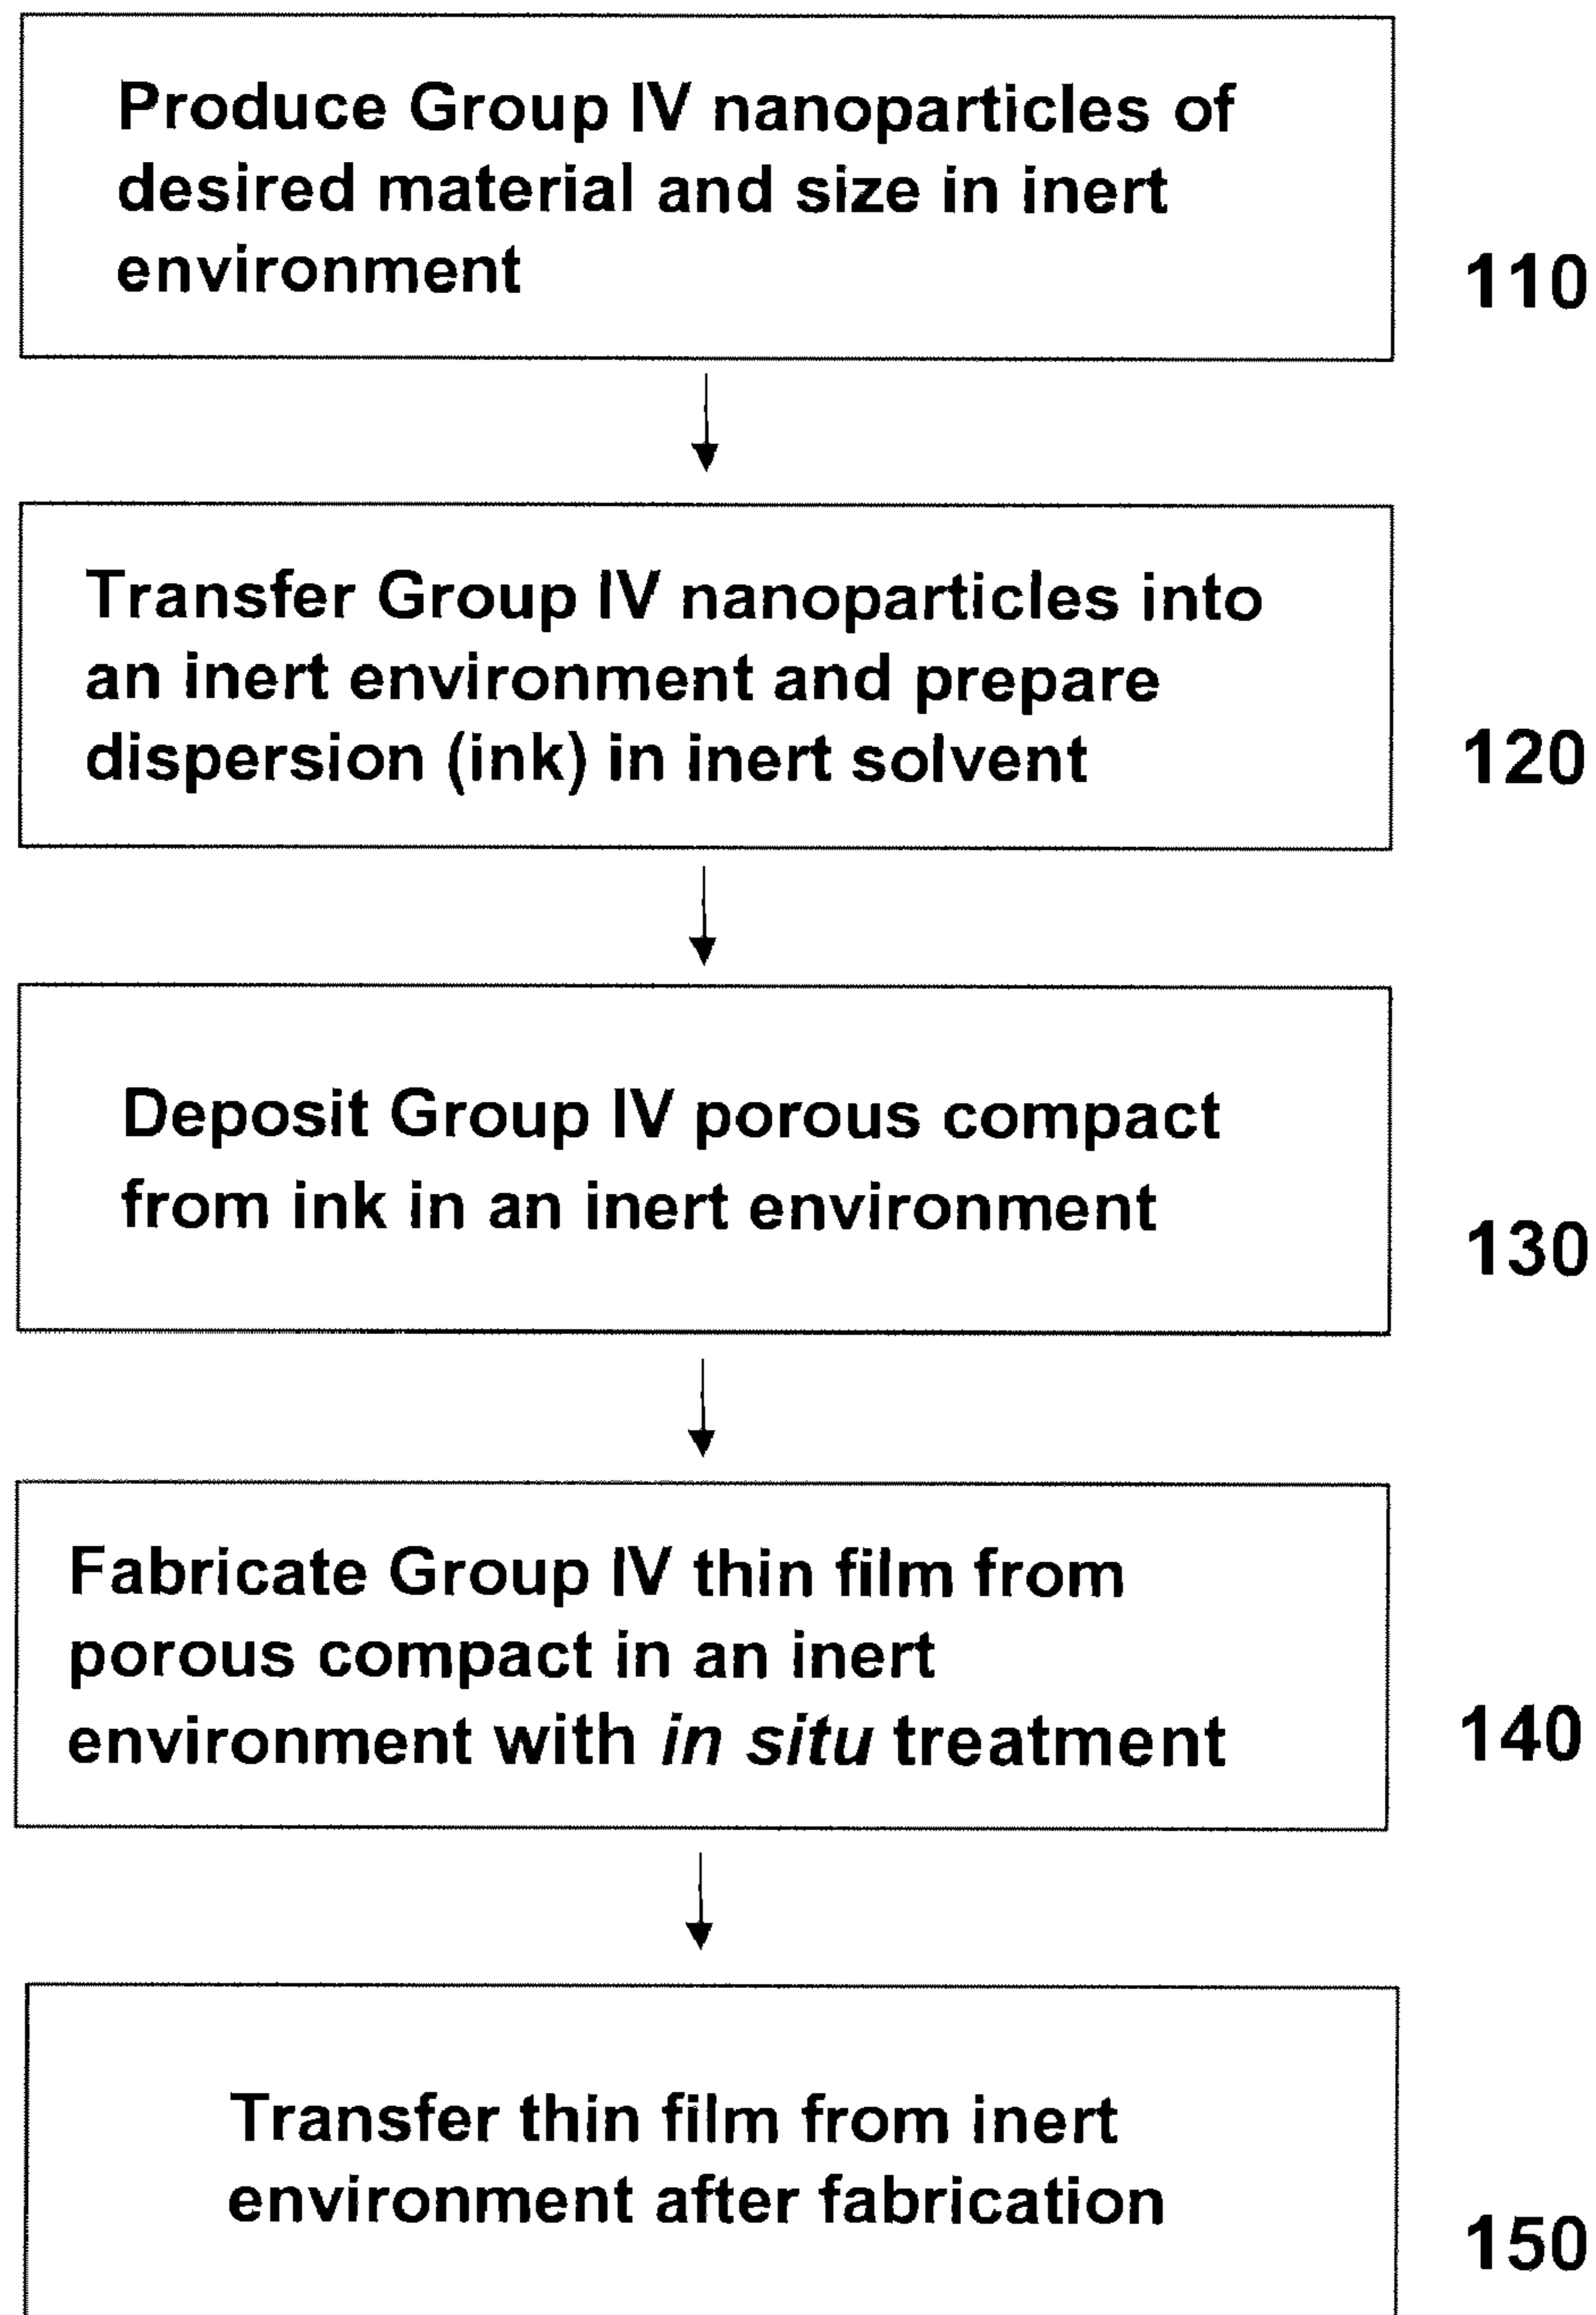 Produce Group IV nanoparticles of
desired material and size in inert
environment
110
Transfer Group IV nanoparticles into
an inert environment and prepare
dispersion (ink) in inert solvent
120
Deposit Group IV porous compact
from ink in an inert environment
130
Fabricate Group IV thin film from
porous compact in an inert
environment with in situ treatment
140
Transfer thin film from inert
environment after fabrication
150